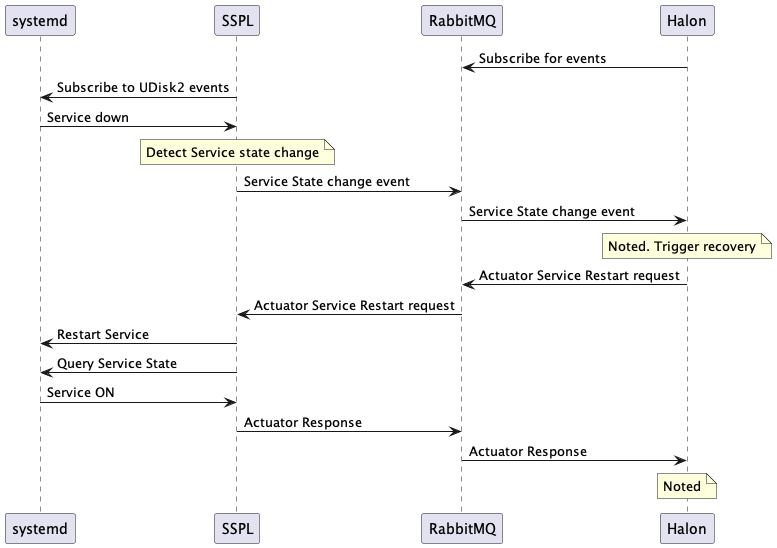 systemd
SSPL
RabbitMQ
Halon
Subscribe for events
Subscribe to UDisk2 events
Service down
Detect Service state change
Service State change event
Service State change event
Noted. Trigger recovery
Actuator Service Restart request
Actuator Service Restart request
Restart Service
Query Service State
Service ON
Actuator Response
Actuator Response
Noted
systemd
SSPL
RabbitMQ
Halon